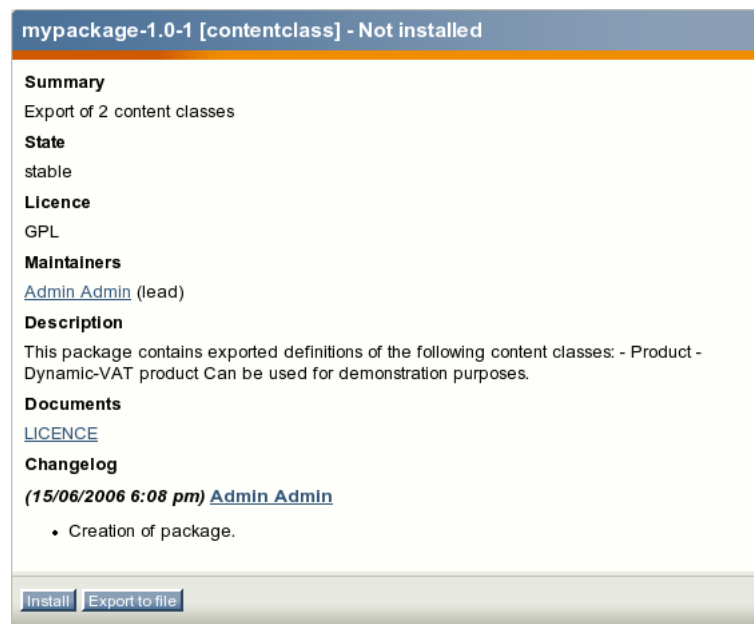 mypackage-1.0-1 [contentclass] - Not installed
Summary
Export of 2 content classes
State
stable
Licence
GPL
Maintainers
Admin Admin (lead)
Description
This package contains exported definitions of the following content classes: - Product -
Dynamic-VAT product Can be used for demonstration purposes.
Documents
LICENCE
Changelog
(15/06/2006 6:08 pm) Admin Admin
• Creation of package.
Install Export to file